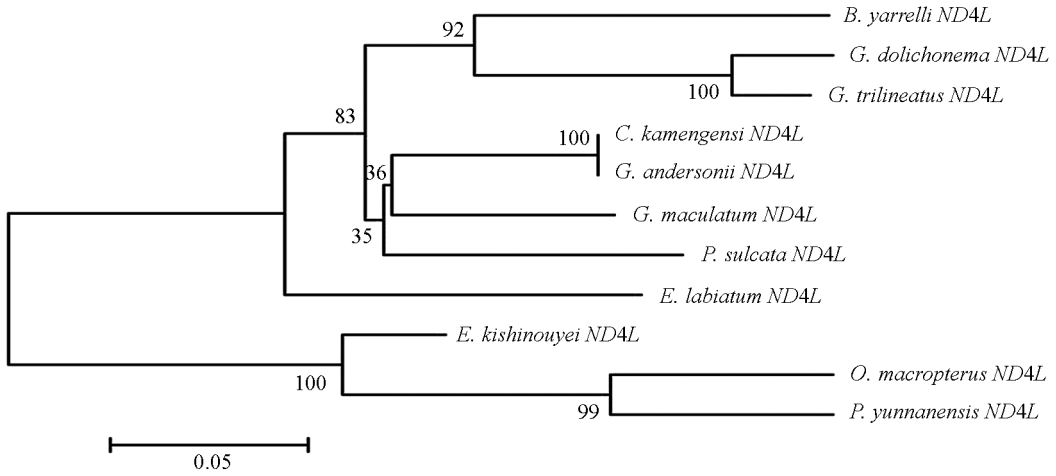 B. yarrelli ND4L
92
G. dolichonema ND4L
100
G. trilineatus ND4L
83
100
C. kamengensi ND4L
36
G. andersonii ND4L
G. maculatum ND4L
35
P. sulcata ND4L
E. labiatum ND4L
E. kishinouyei ND4L
100
O. macropterus ND4L
99
P. yunnanensis ND4L
0.05